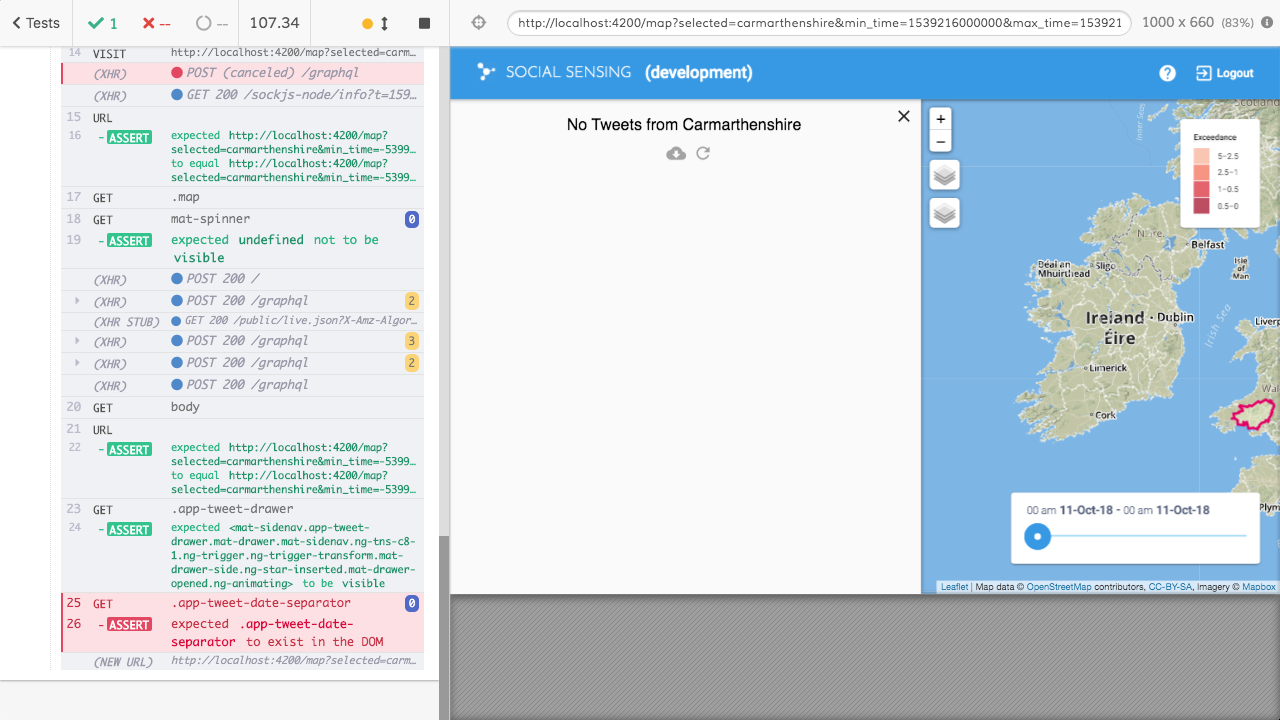 Tests
1
--
--
107.34
http://localhost:4200/map?selected=carmarthenshire&min_time=1539216000000&max_time=153921
1000 x 660 (83%)
14 VISIT http://localhost:4200/map?selected=carm…
(XHR) POST (canceled) /graphql
(XHR) GET 200 /sockjs-node/info?t=159...
15 URL
16 -ASSERT expected http://localhost:4200/map?
selected=carmarthenshire&min_time=-5399…
to equal http://localhost:4200/map?
selected=carmarthenshire&min_time=-5399…
17 GET .map
18 GET mat-spinner 0
19 -ASSERT expected undefined not to be
visible
(XHR) POST 200 /
(XHR) POST 200 /graphql 2
(XHR STUB) GET 200 /public/live.json?X-Amz-Algor…
(XHR) POST 200 /graphql 3
(XHR) POST 200 /graphql 2
(XHR) POST 200 /graphql
20 GET body
21 URL
22 -ASSERT expected http://localhost:4200/map?
selected=carmarthenshire&min_time=-5399…
to equal http://localhost:4200/map?
selected=carmarthenshire&min_time=-5399…
23 GET .app-tweet-drawer
24 -ASSERT expected <mat-sidenav.app-tweet-
drawer.mat-drawer.mat-sidenav.ng-tns-c8-
1.ng-trigger.ng-trigger-transform.mat-
drawer-side.ng-star-inserted.mat-drawer-
opened.ng-animating> to be visible
25 GET .app-tweet-date-separator 0
26 -ASSERT expected .app-tweet-date-
separator to exist in the DOM
(NEW URL) http://localhost:4200/map?selected=carm…
SOCIAL SENSING (development)
? Logout
No Tweets from Carmarthenshire
+
−
Inner Seas
Scotland
Exceedance
5–2.5
2.5–1
1–0.5
0.5–0
N. Ire.
Belfast
Béal an
Mhuirthead
Sligo
Isle
of
Man
Ireland
Éire
Dublin
Irish Sea
Liverp
Limerick
Wal
Cork
Plym
00 am 11-Oct-18 - 00 am 11-Oct-18
Leaflet | Map data © OpenStreetMap contributors, CC-BY-SA, Imagery © Mapbox